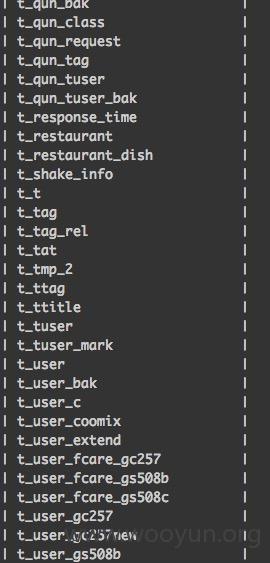 | t_qun_bak |
| t_qun_class |
| t_qun_request |
| t_qun_tag |
| t_qun_tuser |
| t_qun_tuser_bak |
| t_response_time |
| t_restaurant |
| t_restaurant_dish |
| t_shake_info |
| t_t |
| t_tag |
| t_tag_rel |
| t_tat |
| t_tmp_2 |
| t_ttag |
| t_ttitle |
| t_tuser |
| t_tuser_mark |
| t_user |
| t_user_bak |
| t_user_c |
| t_user_coomix |
| t_user_extend |
| t_user_fcare_gc257 |
| t_user_fcare_gs508b |
| t_user_fcare_gs508c |
| t_user_gc257 |
| t_user_gc257new |
www.wooyun.org
| t_user_gs508b |